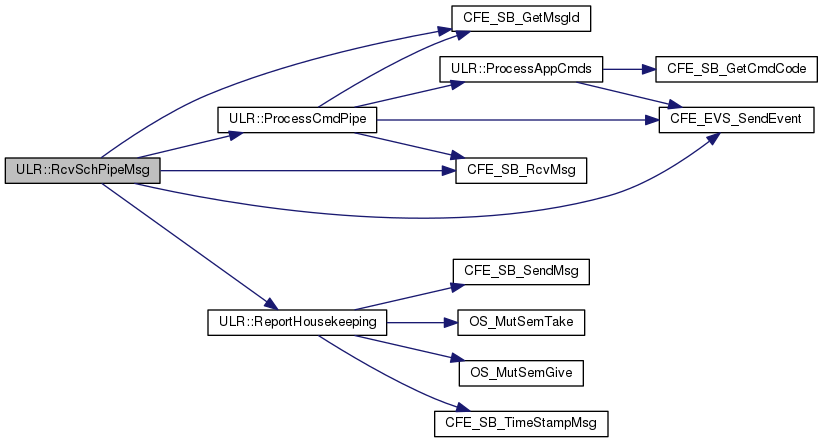 CFE_SB_GetMsgId
ULR::ProcessAppCmds
CFE_SB_GetCmdCode
ULR::ProcessCmdPipe
CFE_EVS_SendEvent
ULR::RcvSchPipeMsg
CFE_SB_RcvMsg
CFE_SB_SendMsg
ULR::ReportHousekeeping
OS_MutSemTake
OS_MutSemGive
CFE_SB_TimeStampMsg